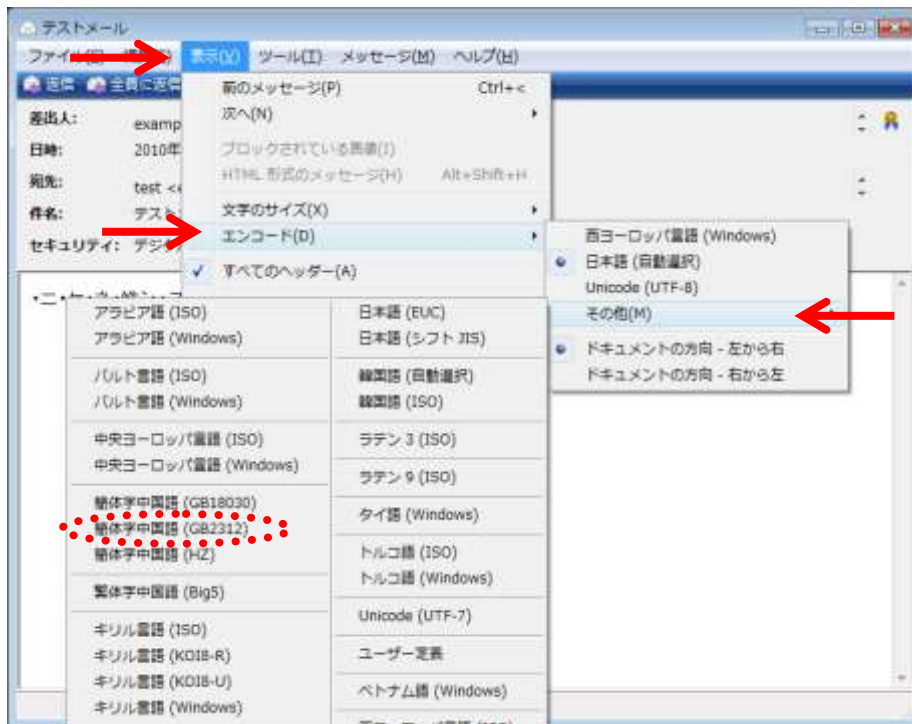 テストメール
表示(V) ツール(T) メッセージ(M) ヘルプ(H)
返信 全員に返信
前のメッセージ(P) Ctrl+<
次へ(N)
ブロックされている画像(I)
HTML 形式のメッセージ(H) Alt+Shift+H
文字のサイズ(X)
エンコード(D)
すべてのヘッダー(A)
差出人: examp
日時: 2010年
宛先: test <e
件名: テスト
セキュリティ: デジタ
西ヨーロッパ言語 (Windows)
日本語 (自動選択)
Unicode (UTF-8)
その他(M)
ドキュメントの方向 - 左から右
ドキュメントの方向 - 右から左
アラビア語 (ISO)
アラビア語 (Windows)
バルト言語 (ISO)
バルト言語 (Windows)
中央ヨーロッパ言語 (ISO)
中央ヨーロッパ言語 (Windows)
簡体字中国語 (GB18030)
簡体字中国語 (GB2312)
簡体字中国語 (HZ)
繁体字中国語 (Big5)
キリル言語 (ISO)
キリル言語 (KOI8-R)
キリル言語 (KOI8-U)
キリル言語 (Windows)
日本語 (EUC)
日本語 (シフト JIS)
韓国語 (自動選択)
韓国語 (ISO)
ラテン 3 (ISO)
ラテン 9 (ISO)
タイ語 (Windows)
トルコ語 (ISO)
トルコ語 (Windows)
Unicode (UTF-7)
ユーザー定義
ベトナム語 (Windows)